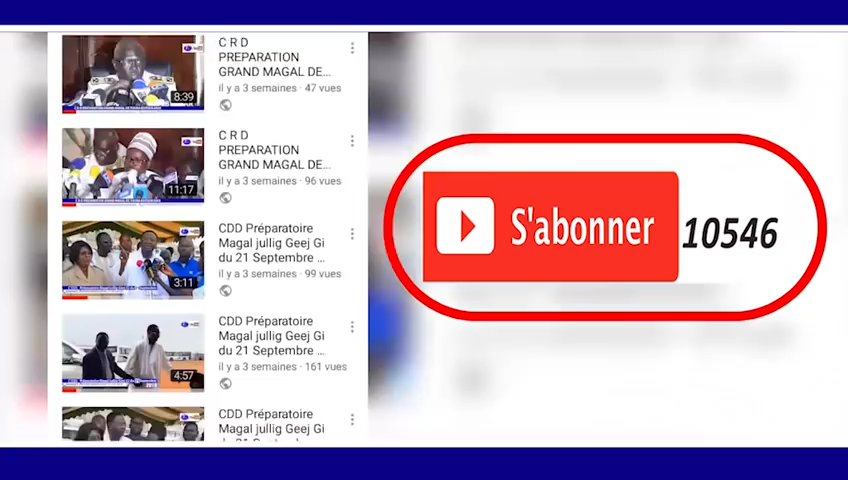 C R D
PREPARATION
GRAND MAGAL DE...
il y a 3 semaines · 47 vues
8:39
C R D
PREPARATION
GRAND MAGAL DE...
il y a 3 semaines · 96 vues
11:17
CDD Préparatoire
Magal jullig Geej Gi
du 21 Septembre ...
il y a 3 semaines · 99 vues
3:11
CDD Préparatoire
Magal jullig Geej Gi
du 21 Septembre ...
il y a 3 semaines · 161 vues
4:57
CDD Préparatoire
Magal jullig Geej Gi
S'abonner
10546